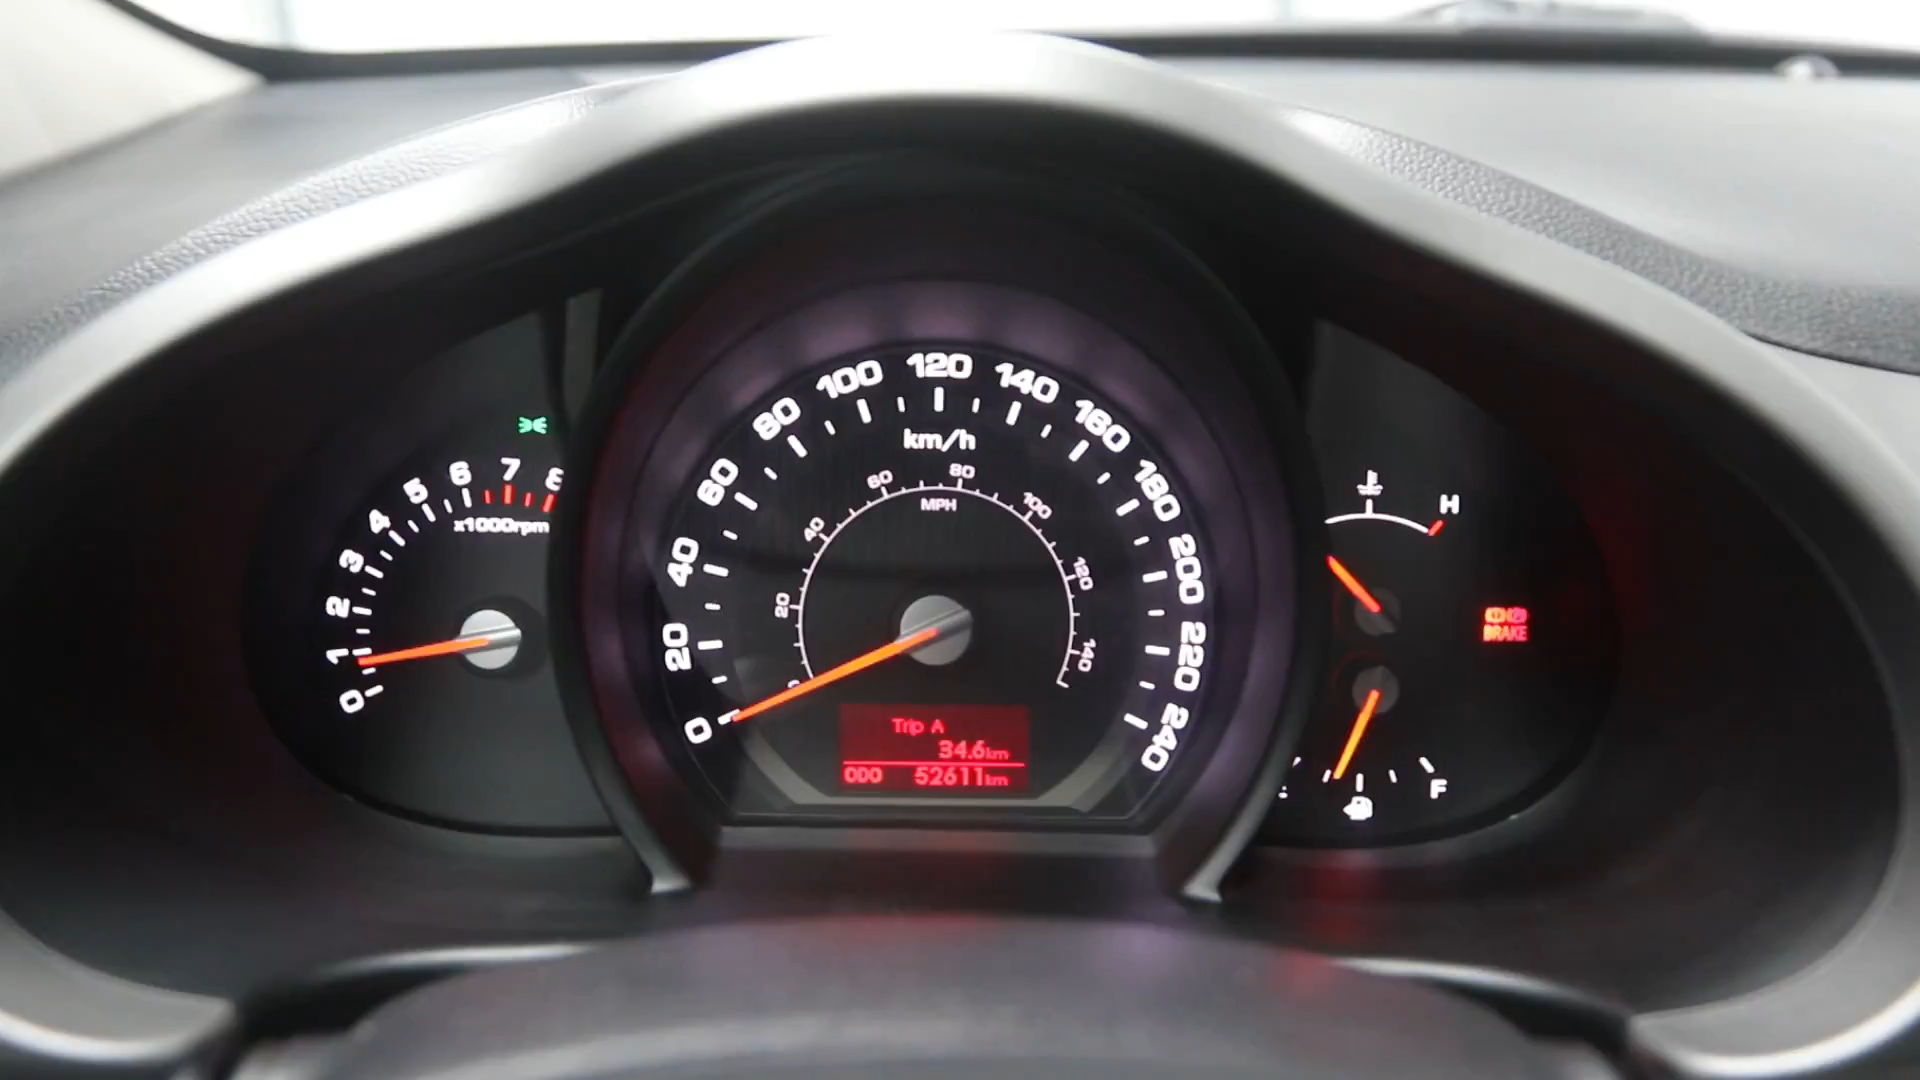 0 1 2 3 4 5 6 7 8
x1000rpm
0 20 40 60 80 100 120 140 160 180 200 220 240
km/h
0 20 40 60 80 100 120 140
MPH
Trip A
34.6km
000 52611km
H
BRAKE
F